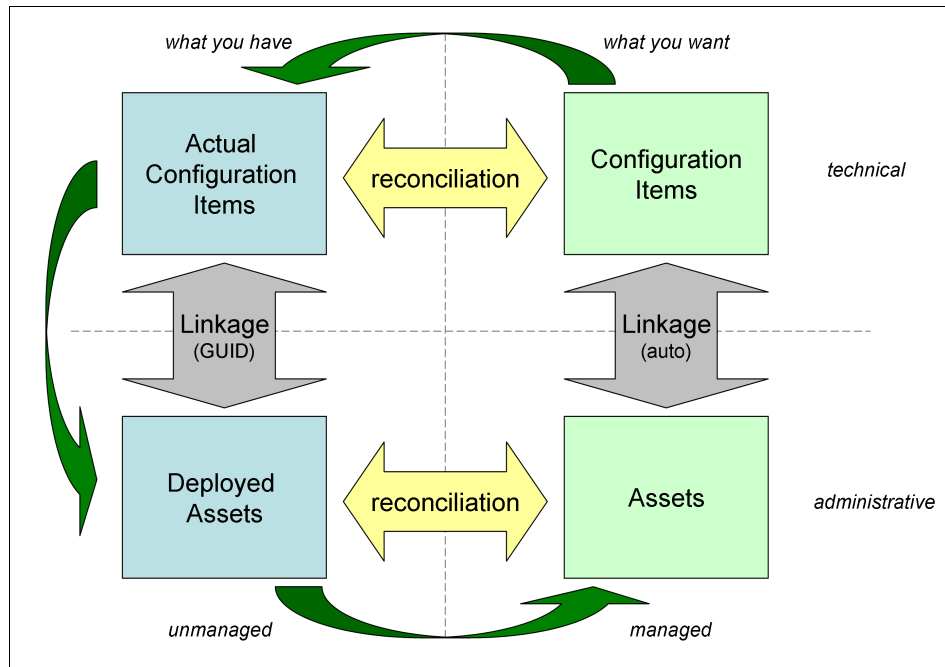 what you have
what you want
Actual
Configuration
Items
reconciliation
Configuration
Items
technical
Linkage
(GUID)
Linkage
(auto)
Deployed
Assets
reconciliation
Assets
administrative
unmanaged
managed